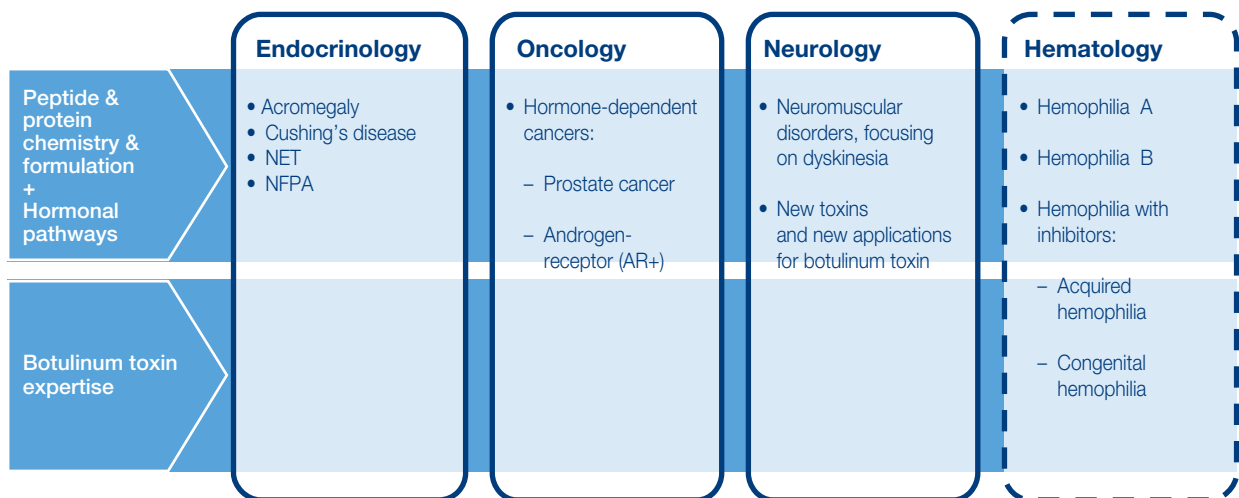 Endocrinology
Oncology
Neurology
Hematology
Peptide &
protein
chemistry &
formulation
+
Hormonal
pathways
• Acromegaly
• Cushing's disease
• NET
• NFPA
• Hormone-dependent
cancers:
– Prostate cancer
– Androgen-
receptor (AR+)
• Neuromuscular
disorders, focusing
on dyskinesia
• New toxins
and new applications
for botulinum toxin
• Hemophilia A
• Hemophilia B
• Hemophilia with
inhibitors:
– Acquired
hemophilia
– Congenital
hemophilia
Botulinum toxin
expertise